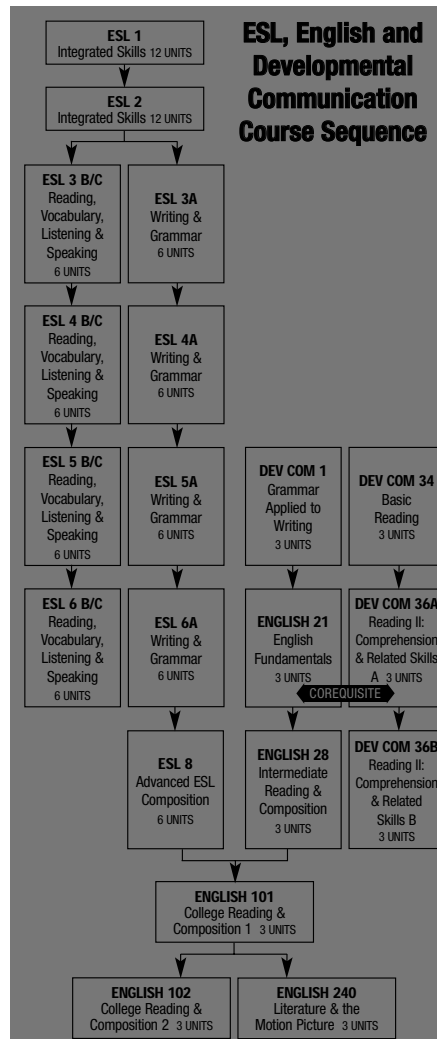 ESL, English and
Developmental
Communication
Course Sequence
ESL 1
Integrated Skills 12 UNITS
ESL 2
Integrated Skills 12 UNITS
ESL 3 B/C
Reading,
Vocabulary,
Listening &
Speaking
6 UNITS
ESL 3A
Writing &
Grammar
6 UNITS
ESL 4 B/C
Reading,
Vocabulary,
Listening &
Speaking
6 UNITS
ESL 4A
Writing &
Grammar
6 UNITS
ESL 5 B/C
Reading,
Vocabulary,
Listening &
Speaking
6 UNITS
ESL 5A
Writing &
Grammar
6 UNITS
DEV COM 1
Grammar
Applied to
Writing
3 UNITS
DEV COM 34
Basic
Reading
3 UNITS
ESL 6 B/C
Reading,
Vocabulary,
Listening &
Speaking
6 UNITS
ESL 6A
Writing &
Grammar
6 UNITS
ENGLISH 21
English
Fundamentals
3 UNITS
DEV COM 36A
Reading II:
Comprehension
& Related Skills
A 3 UNITS
COREQUISITE
ESL 8
Advanced ESL
Composition
6 UNITS
ENGLISH 28
Intermediate
Reading &
Composition
3 UNITS
DEV COM 36B
Reading II:
Comprehension
& Related
Skills B
3 UNITS
ENGLISH 101
College Reading &
Composition 1 3 UNITS
ENGLISH 102
College Reading &
Composition 2 3 UNITS
ENGLISH 240
Literature & the
Motion Picture 3 UNITS